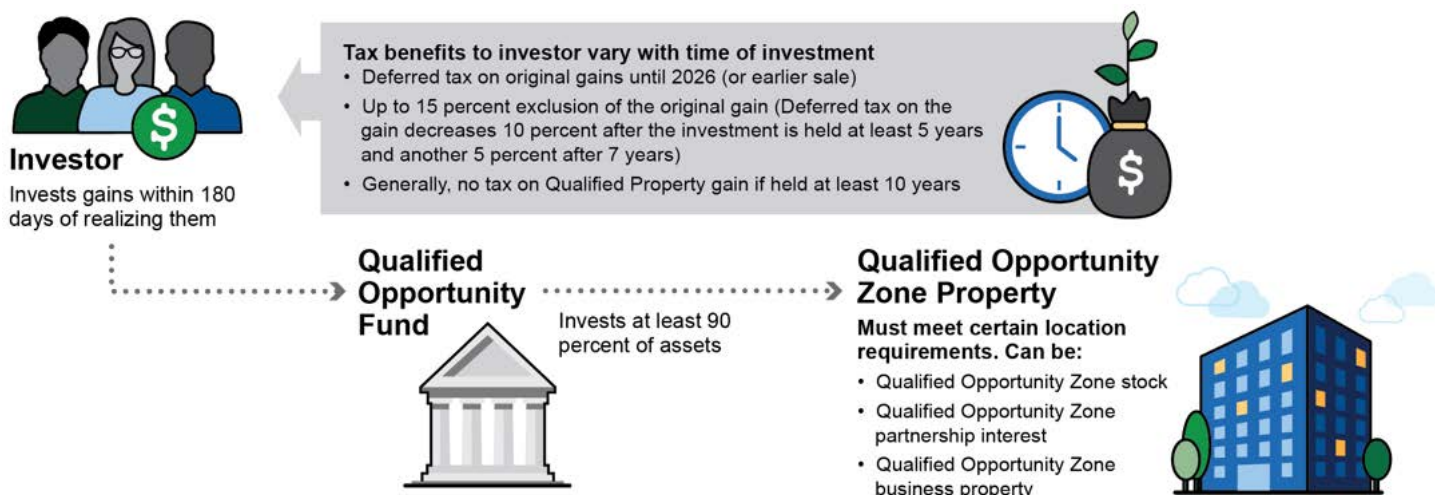 Tax benefits to investor vary with time of investment
• Deferred tax on original gains until 2026 (or earlier sale)
• Up to 15 percent exclusion of the original gain (Deferred tax on the
gain decreases 10 percent after the investment is held at least 5 years
and another 5 percent after 7 years)
• Generally, no tax on Qualified Property gain if held at least 10 years
$
$
Investor
Invests gains within 180
days of realizing them
Qualified
Opportunity
Fund
Invests at least 90
percent of assets
Qualified Opportunity
Zone Property
Must meet certain location
requirements. Can be:
• Qualified Opportunity Zone stock
• Qualified Opportunity Zone
partnership interest
• Qualified Opportunity Zone
business property